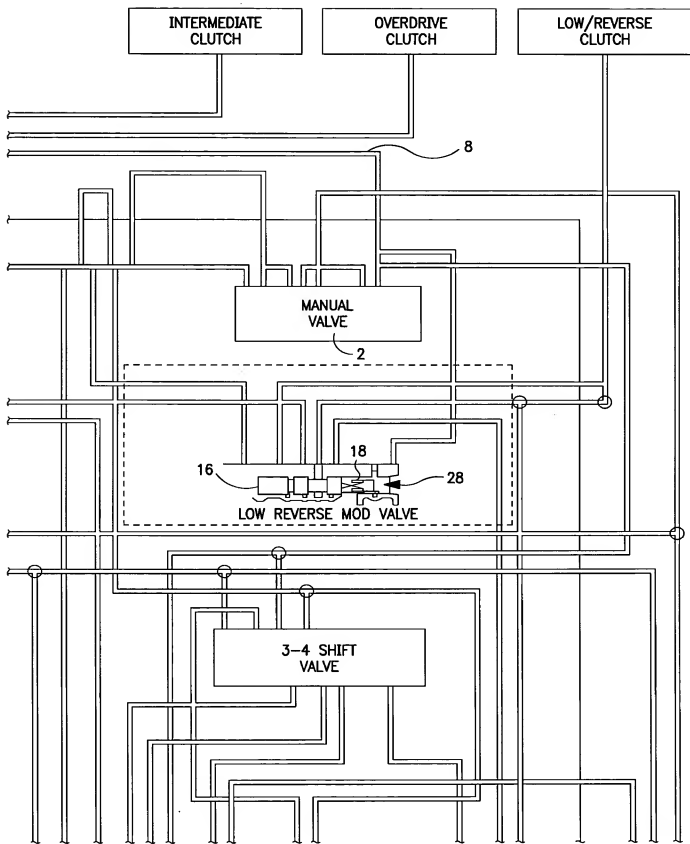 INTERMEDIATE
CLUTCH
OVERDRIVE
CLUTCH
LOW/REVERSE
CLUTCH
8
MANUAL
VALVE
2
16
18
28
LOW REVERSE MOD VALVE
3-4 SHIFT
VALVE